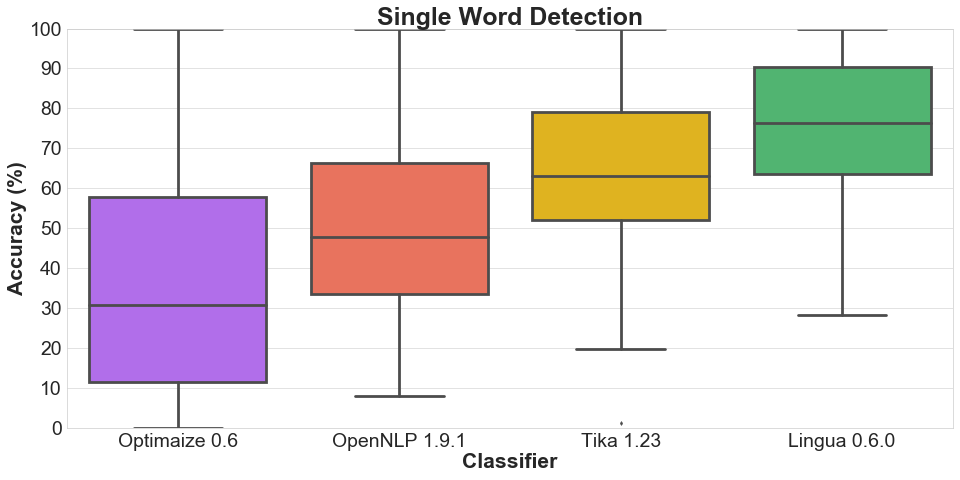 Single Word Detection
Accuracy (%)
100
90
80
70
60
50
40
30
20
10
0
Optimaize 0.6 OpenNLP 1.9.1 Tika 1.23 Lingua 0.6.0
Classifier